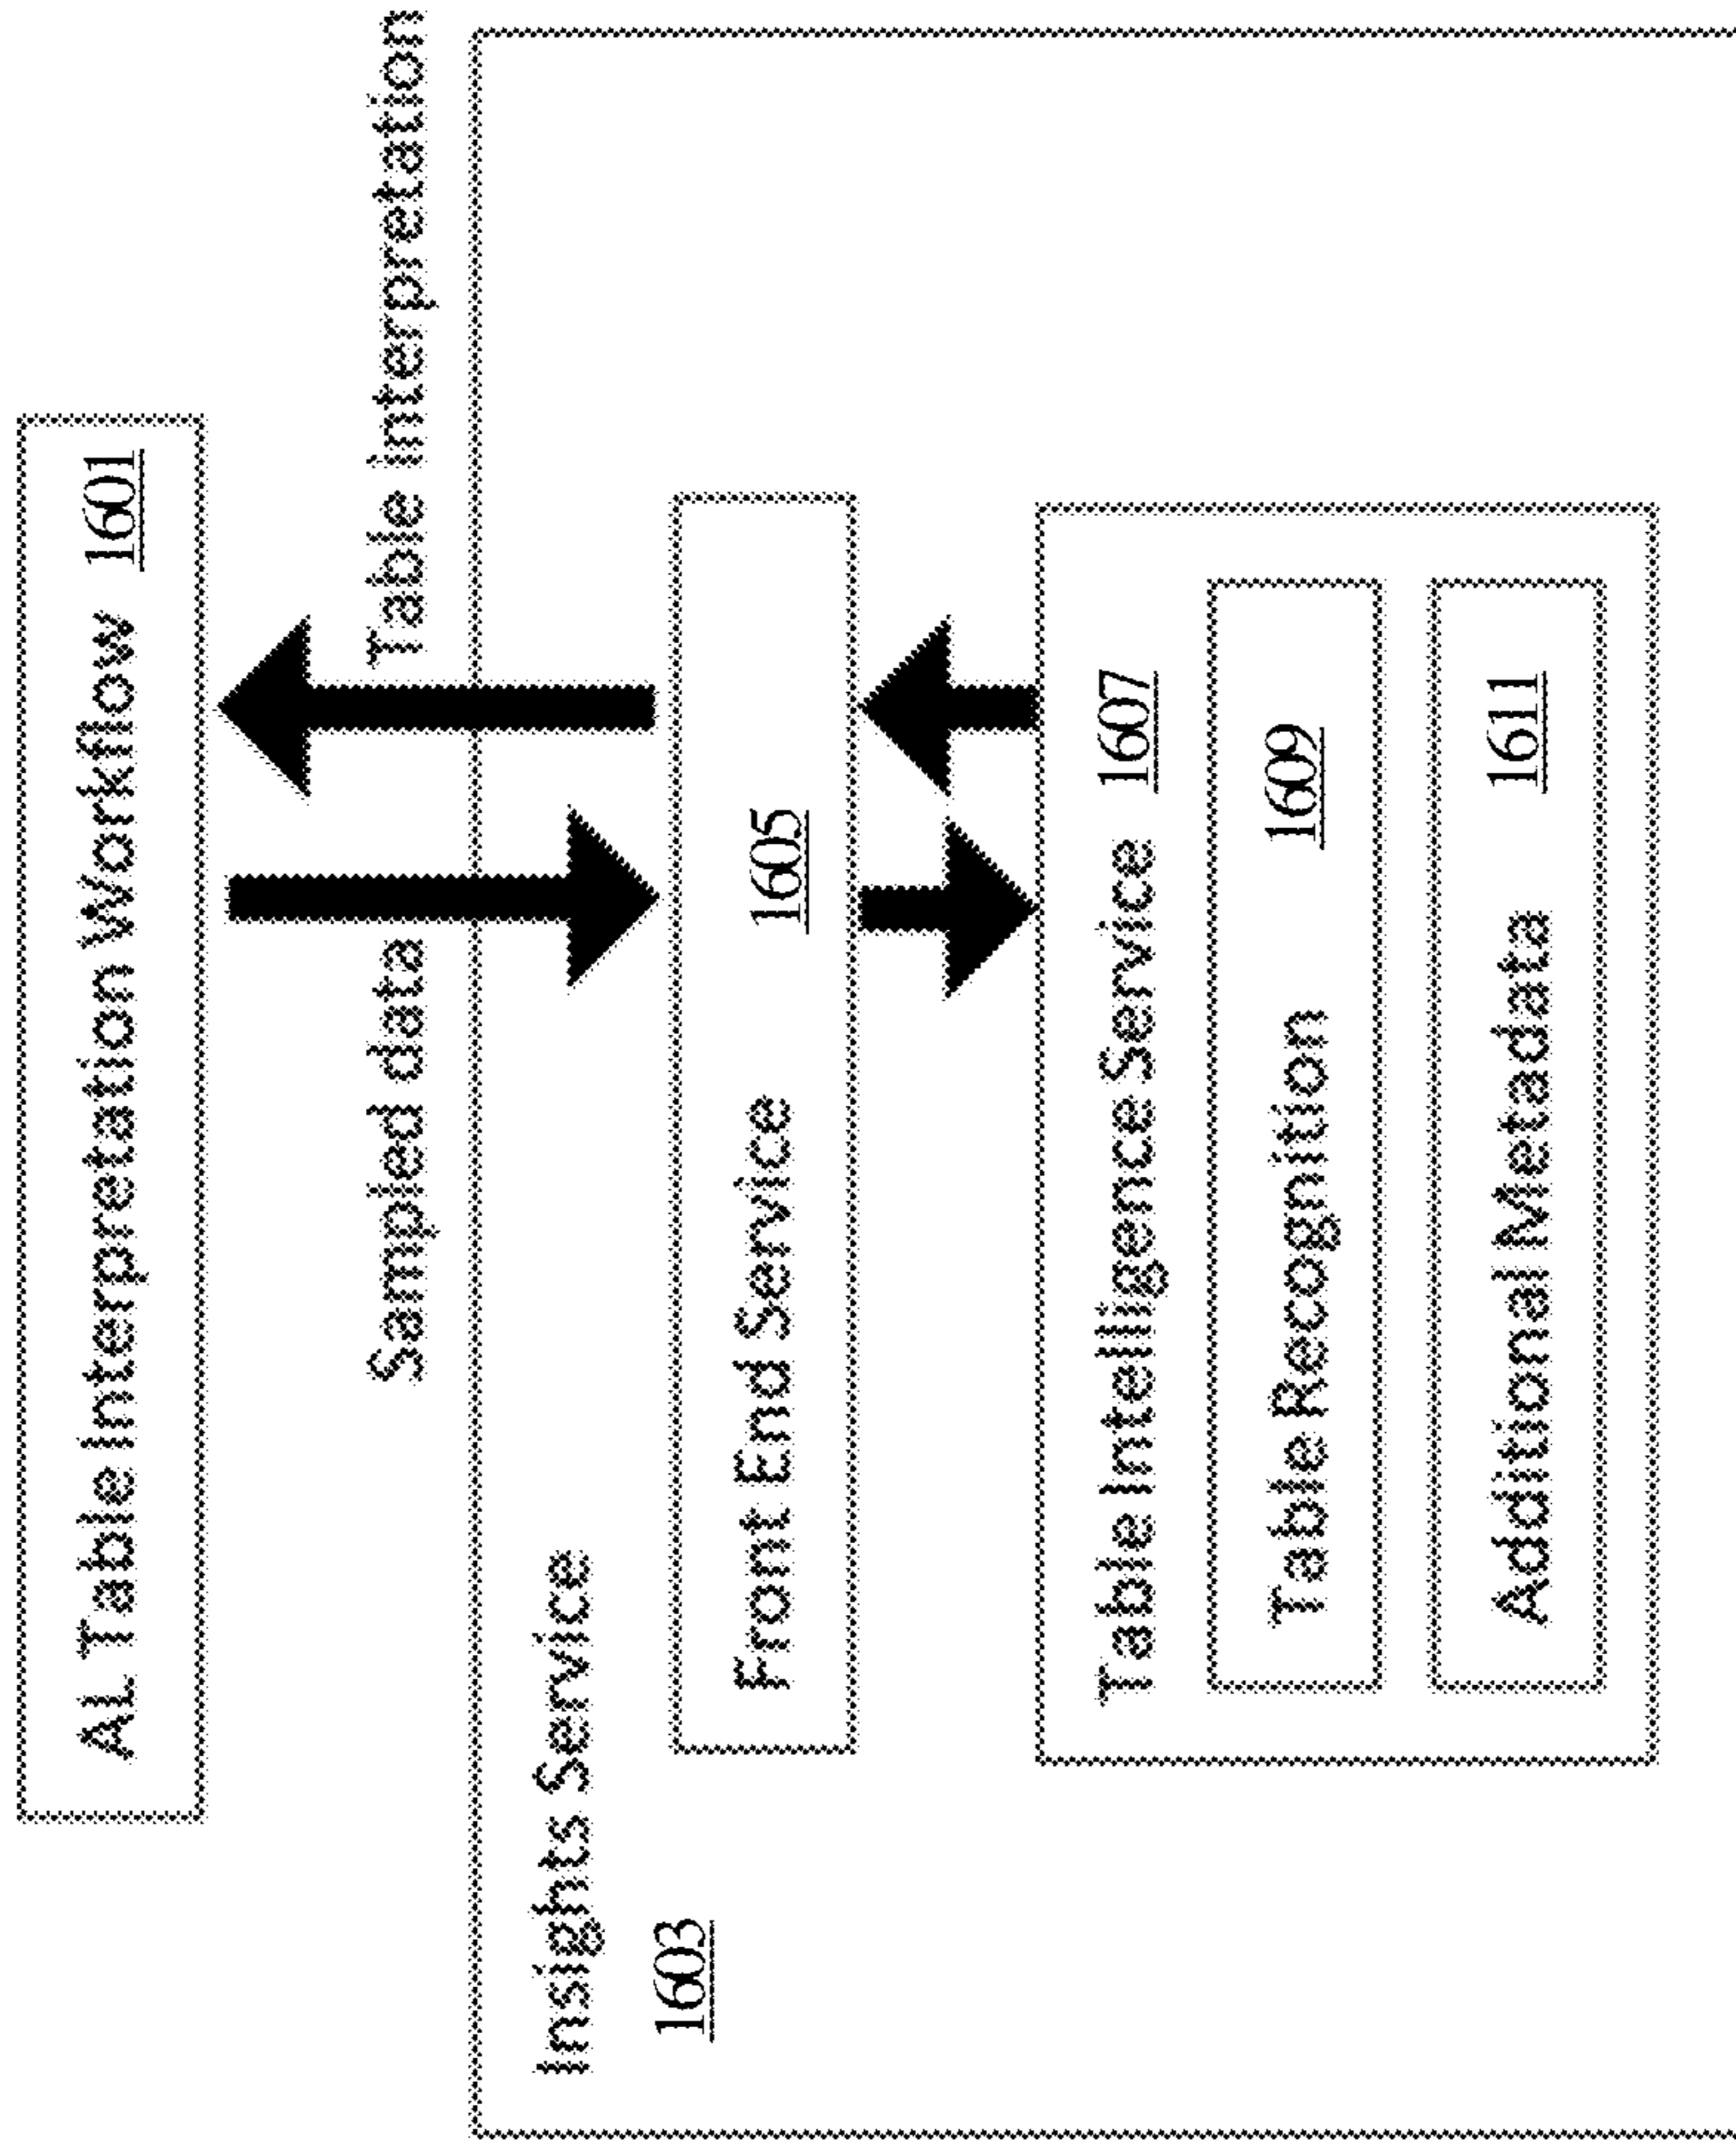 AL Table Interpretation Workflow 1601
Sampled data
Table Interpretation
Insights Service
1603
Front End Service 1605
Table Intelligence Service 1607
Table Recognition 1609
Additional Metadata 1611